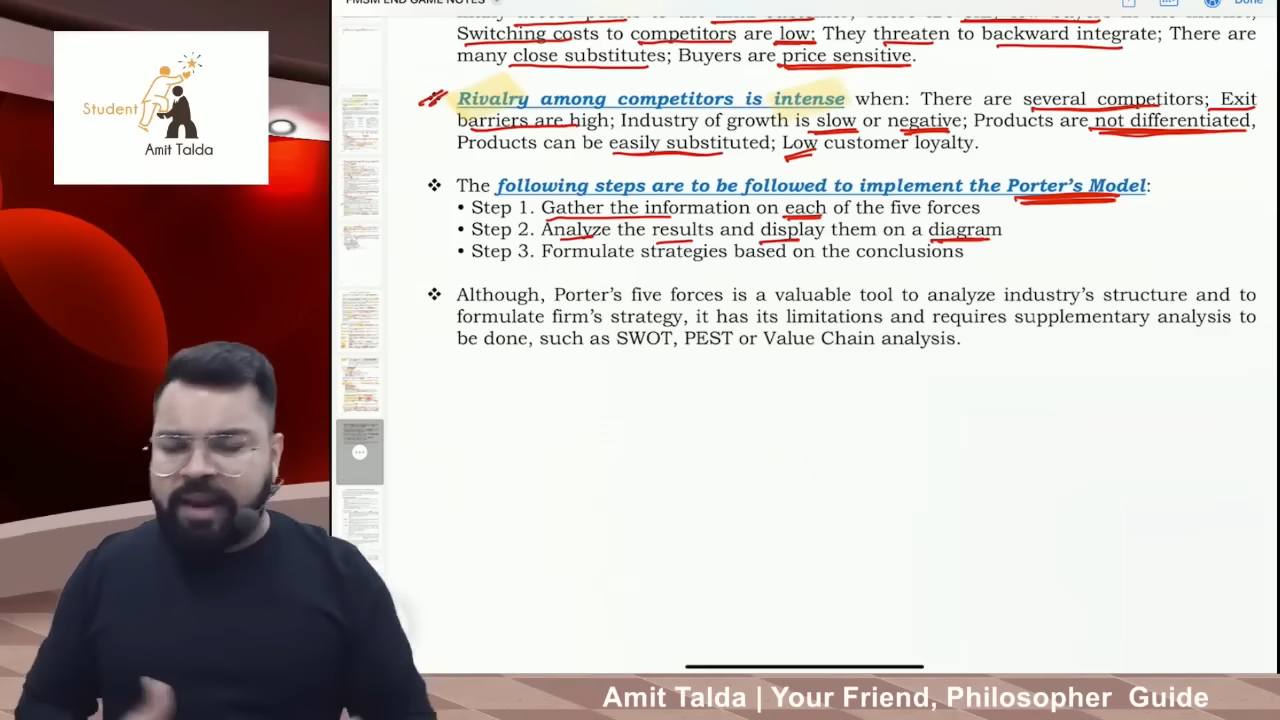 FMSM END GAME NOTES
Done
Switching costs to competitors are low; They threaten to backward integrate; There are
many close substitutes; Buyers are price sensitive.
Student
Amit Talda
❖ Rivalry among competitors is intense when: There are several competitors; Exit
barriers are high; industry of growth is slow or negative; Products are not differentiated,
Product can be easily substituted; Low customer loyalty.
❖ The following steps are to be followed to implement the Porter's Model:
• Step 1. Gather the information on each of the five forces
• Step 2. Analyze the results and display them on a diagram
• Step 3. Formulate strategies based on the conclusions
❖ Although, Porter's five forces is a valuable tool to analyze industry's structure and to
formulate firm's strategy, it has its limitations and requires supplementary analysis to
be done, such as SWOT, PEST or Value Chain analysis.
Amit Talda | Your Friend, Philosopher Guide